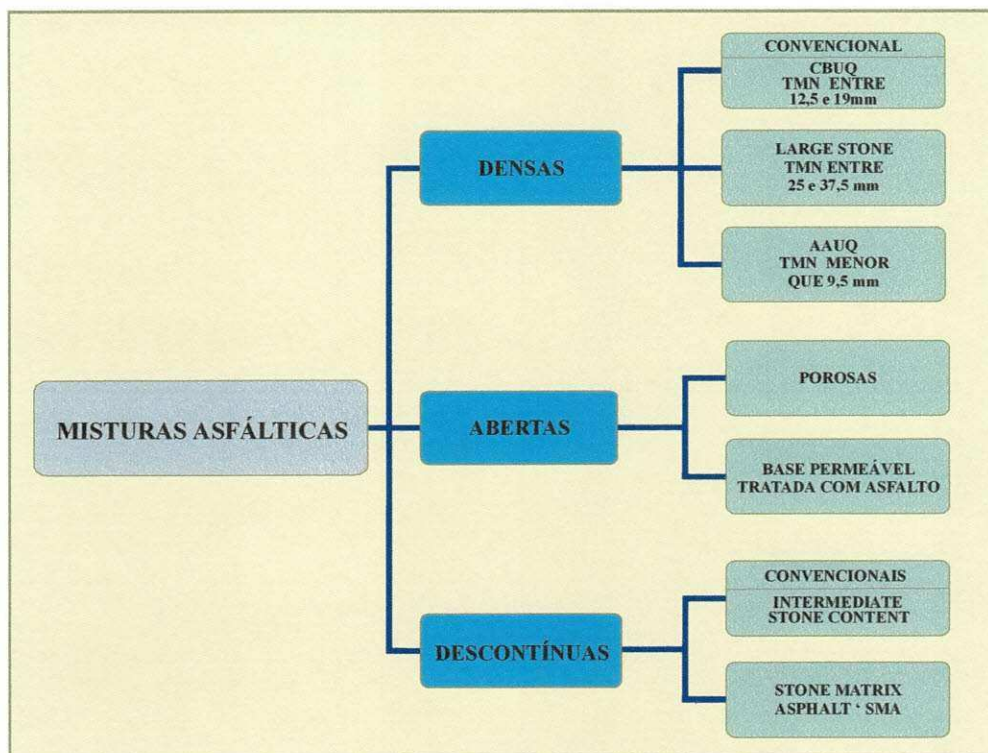 MISTURAS ASFÁLTICAS
DENSAS
CONVENCIONAL
CBUQ
TMN ENTRE
12,5 e 19mm
LARGE STONE
TMN ENTRE
25 e 37,5 mm
AAUQ
TMN MENOR
QUE 9,5 mm
ABERTAS
POROSAS
BASE PERMEÁVEL
TRATADA COM ASFALTO
DESCONTÍNUAS
CONVENCIONAIS
INTERMEDIATE
STONE CONTENT
STONE MATRIX
ASPHALT ‘ SMA